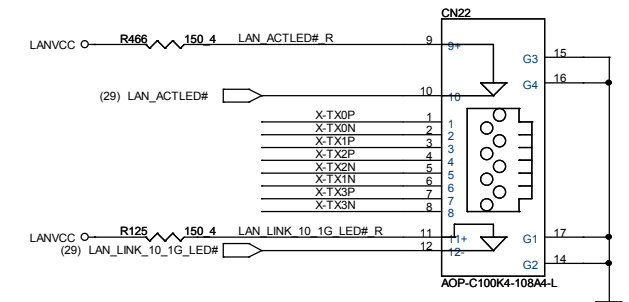 CN22
LANVCC R466 150_4 LAN_ACTLED#_R 9 9+
G3 15
G4 16
(29) LAN_ACTLED# 10 10
X-TX0P 1 1
X-TX0N 2 2
X-TX1P 3 3
X-TX2P 4 4
X-TX2N 5 5
X-TX1N 6 6
X-TX3P 7 7
X-TX3N 8 8
LANVCC R125 150_4 LAN_LINK_10_1G_LED#_R 11 11+
G1 17
(29) LAN_LINK_10_1G_LED# 12 12-
G2 14
AOP-C100K4-108A4-L